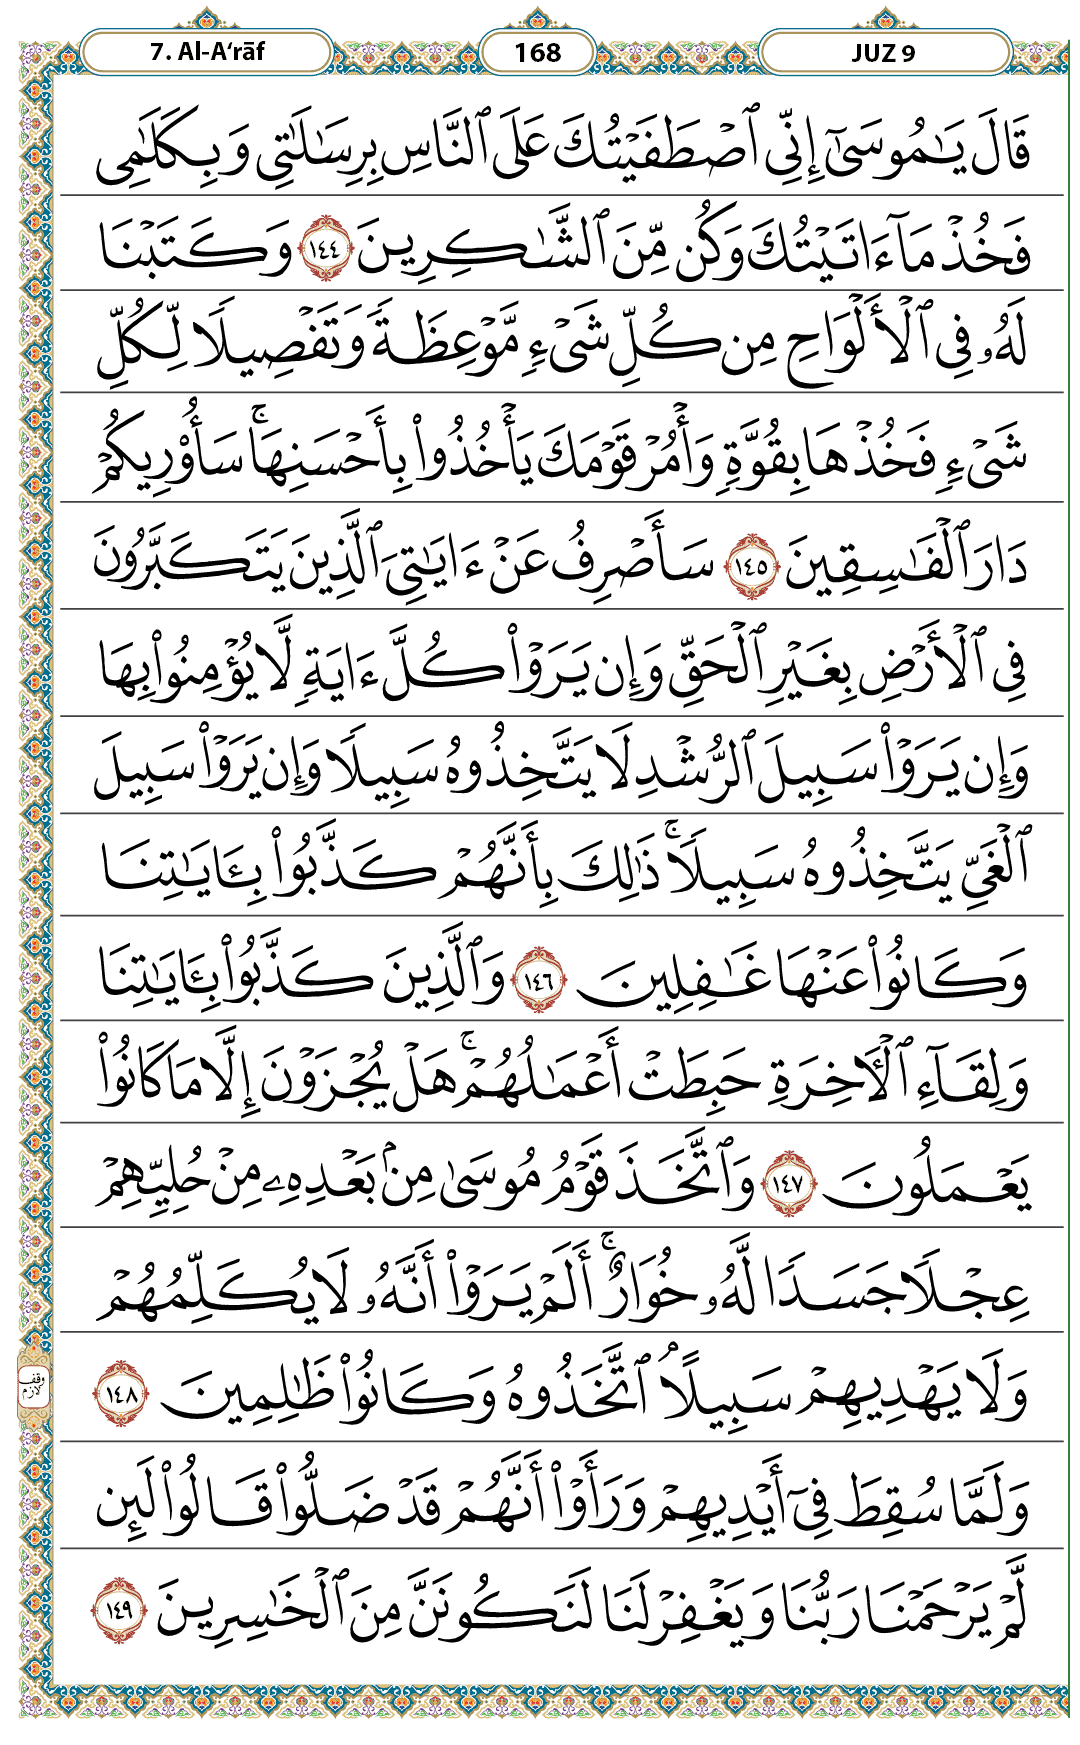 7. Al-A‘rāf 168 JUZ 9
قَالَ يَـٰمُوسَىٰٓ إِنِّى ٱصْطَفَيْتُكَ عَلَى ٱلنَّاسِ بِرِسَـٰلَـٰتِى وَبِكَلَـٰمِى
فَخُذْ مَآ ءَاتَيْتُكَ وَكُن مِّنَ ٱلشَّـٰكِرِينَ ١٤٤ وَكَتَبْنَا
لَهُۥ فِى ٱلْأَلْوَاحِ مِن كُلِّ شَىْءٍ مَّوْعِظَةً وَتَفْصِيلًا لِّكُلِّ
شَىْءٍ فَخُذْهَا بِقُوَّةٍ وَأْمُرْ قَوْمَكَ يَأْخُذُوا۟ بِأَحْسَنِهَا ۚ سَأُو۟رِيكُمْ
دَارَ ٱلْفَـٰسِقِينَ ١٤٥ سَأَصْرِفُ عَنْ ءَايَـٰتِىَ ٱلَّذِينَ يَتَكَبَّرُونَ
فِى ٱلْأَرْضِ بِغَيْرِ ٱلْحَقِّ وَإِن يَرَوْا۟ كُلَّ ءَايَةٍ لَّا يُؤْمِنُوا۟ بِهَا
وَإِن يَرَوْا۟ سَبِيلَ ٱلرُّشْدِ لَا يَتَّخِذُوهُ سَبِيلًا وَإِن يَرَوْا۟ سَبِيلَ
ٱلْغَىِّ يَتَّخِذُوهُ سَبِيلًا ۚ ذَٰلِكَ بِأَنَّهُمْ كَذَّبُوا۟ بِـَٔايَـٰتِنَا
وَكَانُوا۟ عَنْهَا غَـٰفِلِينَ ١٤٦ وَٱلَّذِينَ كَذَّبُوا۟ بِـَٔايَـٰتِنَا
وَلِقَآءِ ٱلْـَٔاخِرَةِ حَبِطَتْ أَعْمَـٰلُهُمْ ۚ هَلْ يُجْزَوْنَ إِلَّا مَا كَانُوا۟
يَعْمَلُونَ ١٤٧ وَٱتَّخَذَ قَوْمُ مُوسَىٰ مِنۢ بَعْدِهِۦ مِنْ حُلِيِّهِمْ
عِجْلًا جَسَدًا لَّهُۥ خُوَارٌ ۚ أَلَمْ يَرَوْا۟ أَنَّهُۥ لَا يُكَلِّمُهُمْ
وَلَا يَهْدِيهِمْ سَبِيلًا ۘ ٱتَّخَذُوهُ وَكَانُوا۟ ظَـٰلِمِينَ ١٤٨
وقف
لازم
وَلَمَّا سُقِطَ فِىٓ أَيْدِيهِمْ وَرَأَوْا۟ أَنَّهُمْ قَدْ ضَلُّوا۟ قَالُوا۟ لَئِن
لَّمْ يَرْحَمْنَا رَبُّنَا وَيَغْفِرْ لَنَا لَنَكُونَنَّ مِنَ ٱلْخَـٰسِرِينَ ١٤٩